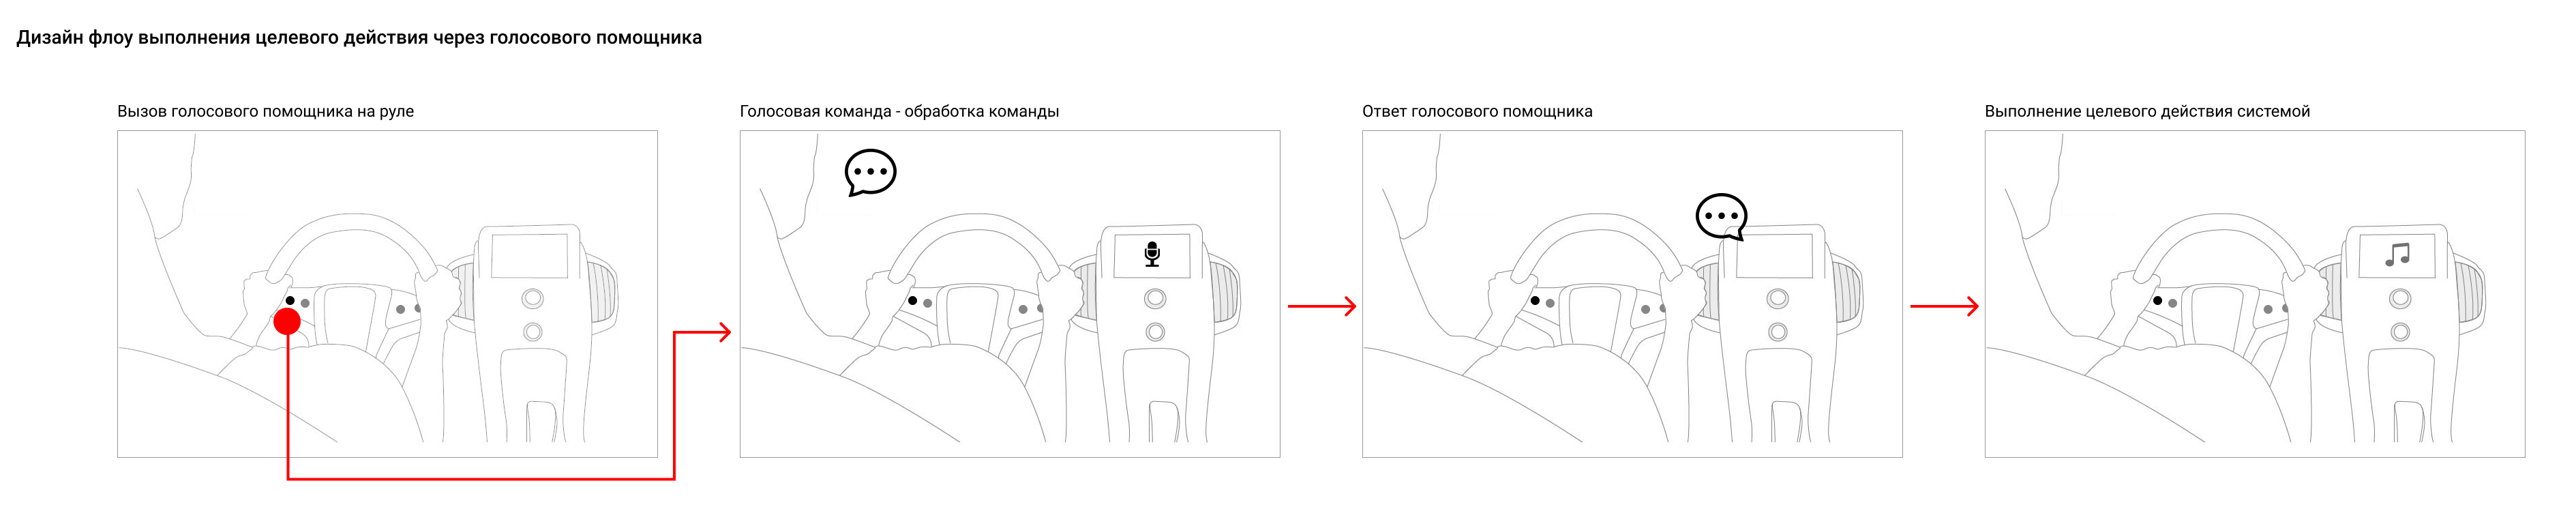 Дизайн флоу выполнения целевого действия через голосового помощника
Вызов голосового помощника на руле
Голосовая команда - обработка команды
Ответ голосового помощника
Выполнение целевого действия системой